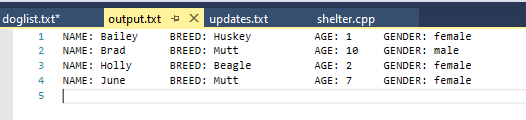 doglist.txt* output.txt updates.txt shelter.cpp
1 NAME: Bailey BREED: Huskey AGE: 1 GENDER: female
2 NAME: Brad BREED: Mutt AGE: 10 GENDER: male
3 NAME: Holly BREED: Beagle AGE: 2 GENDER: female
4 NAME: June BREED: Mutt AGE: 7 GENDER: female
5